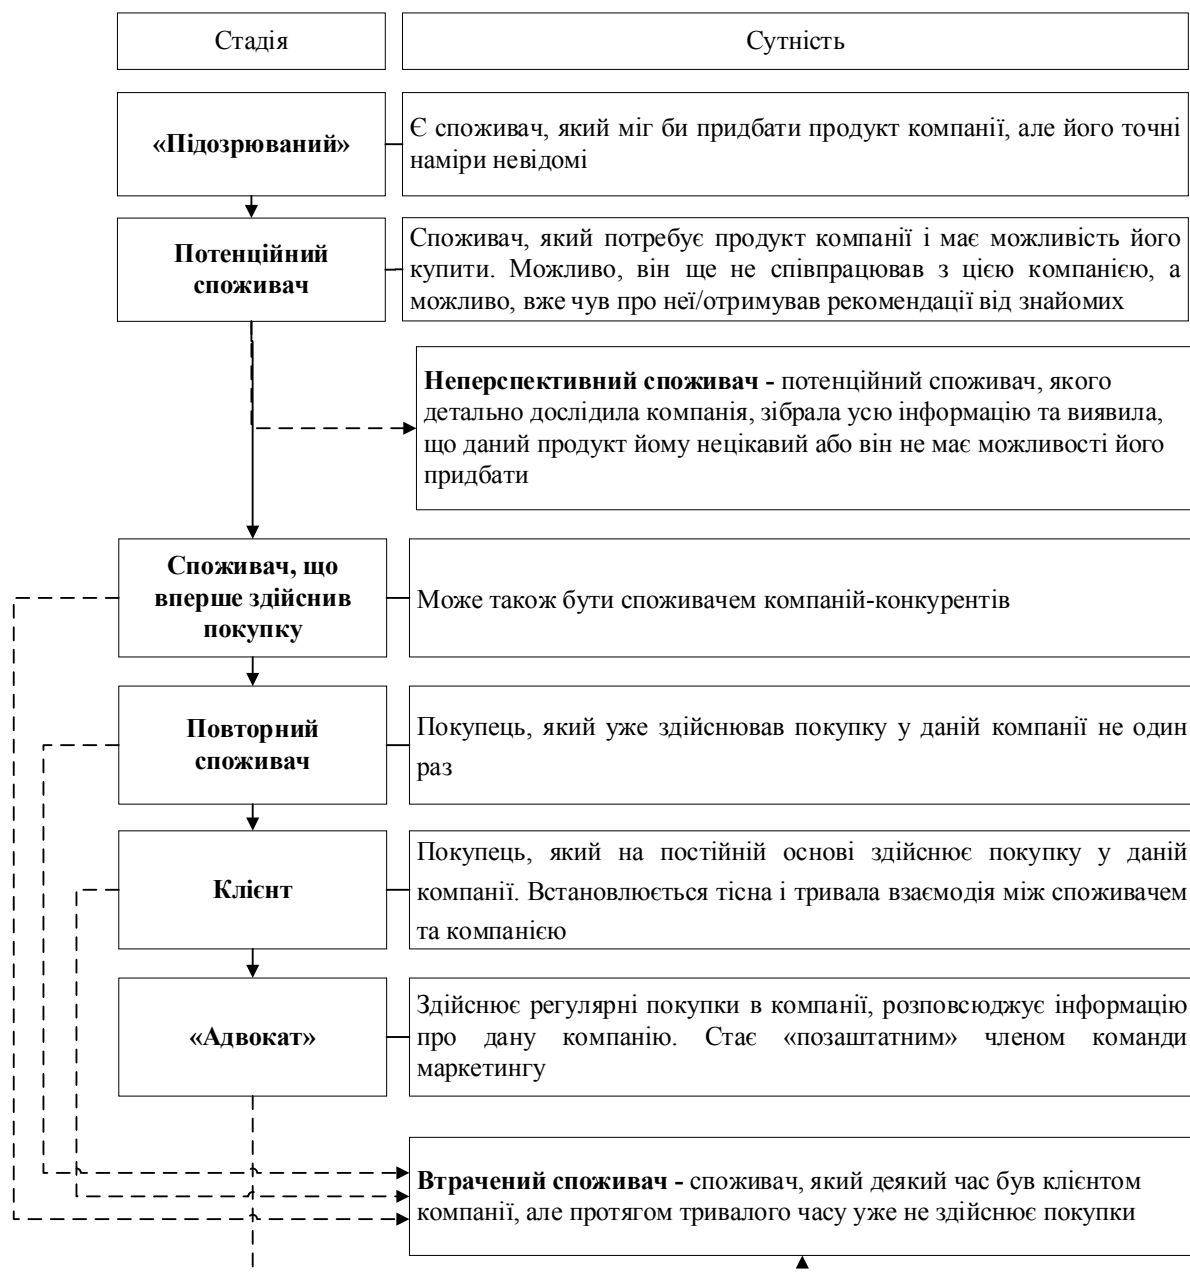 Стадія
Сутність
«Підозрюваний»
Є споживач, який міг би придбати продукт компанії, але його точні
наміри невідомі
Потенційний
споживач
Споживач, який потребує продукт компанії і має можливість його
купити. Можливо, він ще не співпрацював з цією компанією, а
можливо, вже чув про неї/отримував рекомендації від знайомих
Неперспективний споживач - потенційний споживач, якого
детально дослідила компанія, зібрала усю інформацію та виявила,
що даний продукт йому нецікавий або він не має можливості його
придбати
Споживач, що
вперше здійснив
покупку
Може також бути споживачем компаній-конкурентів
Повторний
споживач
Покупець, який уже здійснював покупку у даній компанії не один
раз
Клієнт
Покупець, який на постійній основі здійснює покупку у даній
компанії. Встановлюється тісна і тривала взаємодія між споживачем
та компанією
«Адвокат»
Здійснює регулярні покупки в компанії, розповсюджує інформацію
про дану компанію. Стає «позаштатним» членом команди
маркетингу
Втрачений споживач - споживач, який деякий час був клієнтом
компанії, але протягом тривалого часу уже не здійснює покупки